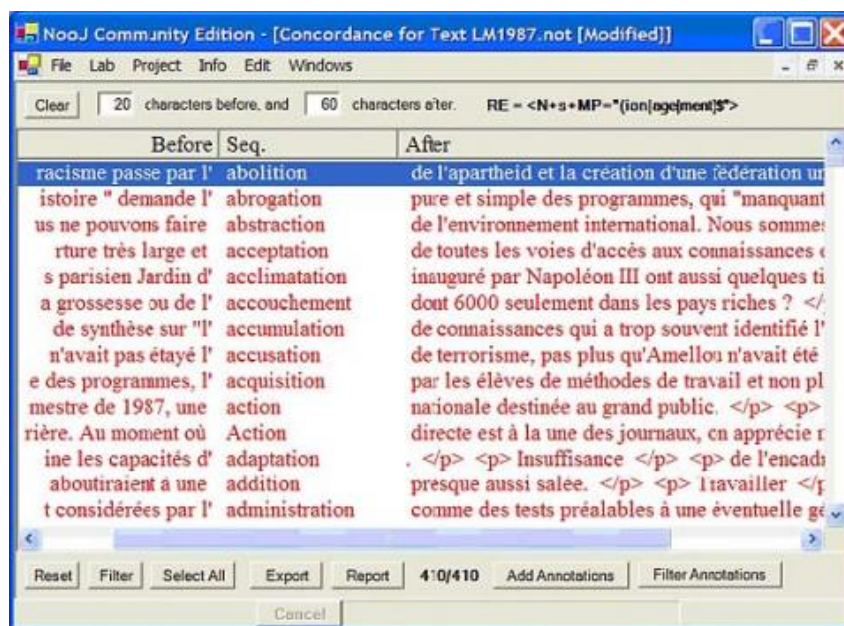 NooJ Community Edition - [Concordance for Text LM1987.not [Modified]]
File Lab Project Info Edit Windows
Clear 20 characters before, and 60 characters after. RE = <N+s+MP="(ion|age|ment)$">
Before Seq. After
racisme passe par l' abolition de l'apartheid et la création d'une fédération un
istoire " demande l' abrogation pure et simple des programmes, qui "manquant
us ne pouvons faire abstraction de l'environnement international. Nous sommes
rture très large et acceptation de toutes les voies d'accès aux connaissances
s parisien Jardin d' acclimatation inauguré par Napoléon III ont aussi quelques ti
a grossesse ou de l' accouchement dont 6000 seulement dans les pays riches ? </
de synthèse sur "l' accumulation de connaissances qui a trop souvent identifié l'
n'avait pas étayé l' accusation de terrorisme, pas plus qu'Amellou n'avait été
e des programmes, l' acquisition par les élèves de méthodes de travail et non pl
mestre de 1987, une action nationale destinée au grand public. </p> <p>
rière. Au moment où Action directe est à la une des journaux, on apprécie
ine les capacités d' adaptation . </p> <p> Insuffisance </p> <p> de l'encad
aboutiraient à une addition presque aussi salée. </p> <p> Travailler </p
t considérées par l' administration comme des tests préalables à une éventuelle gé
Reset Filter Select All Export Report 410/410 Add Annotations Filter Annotations
Cancel